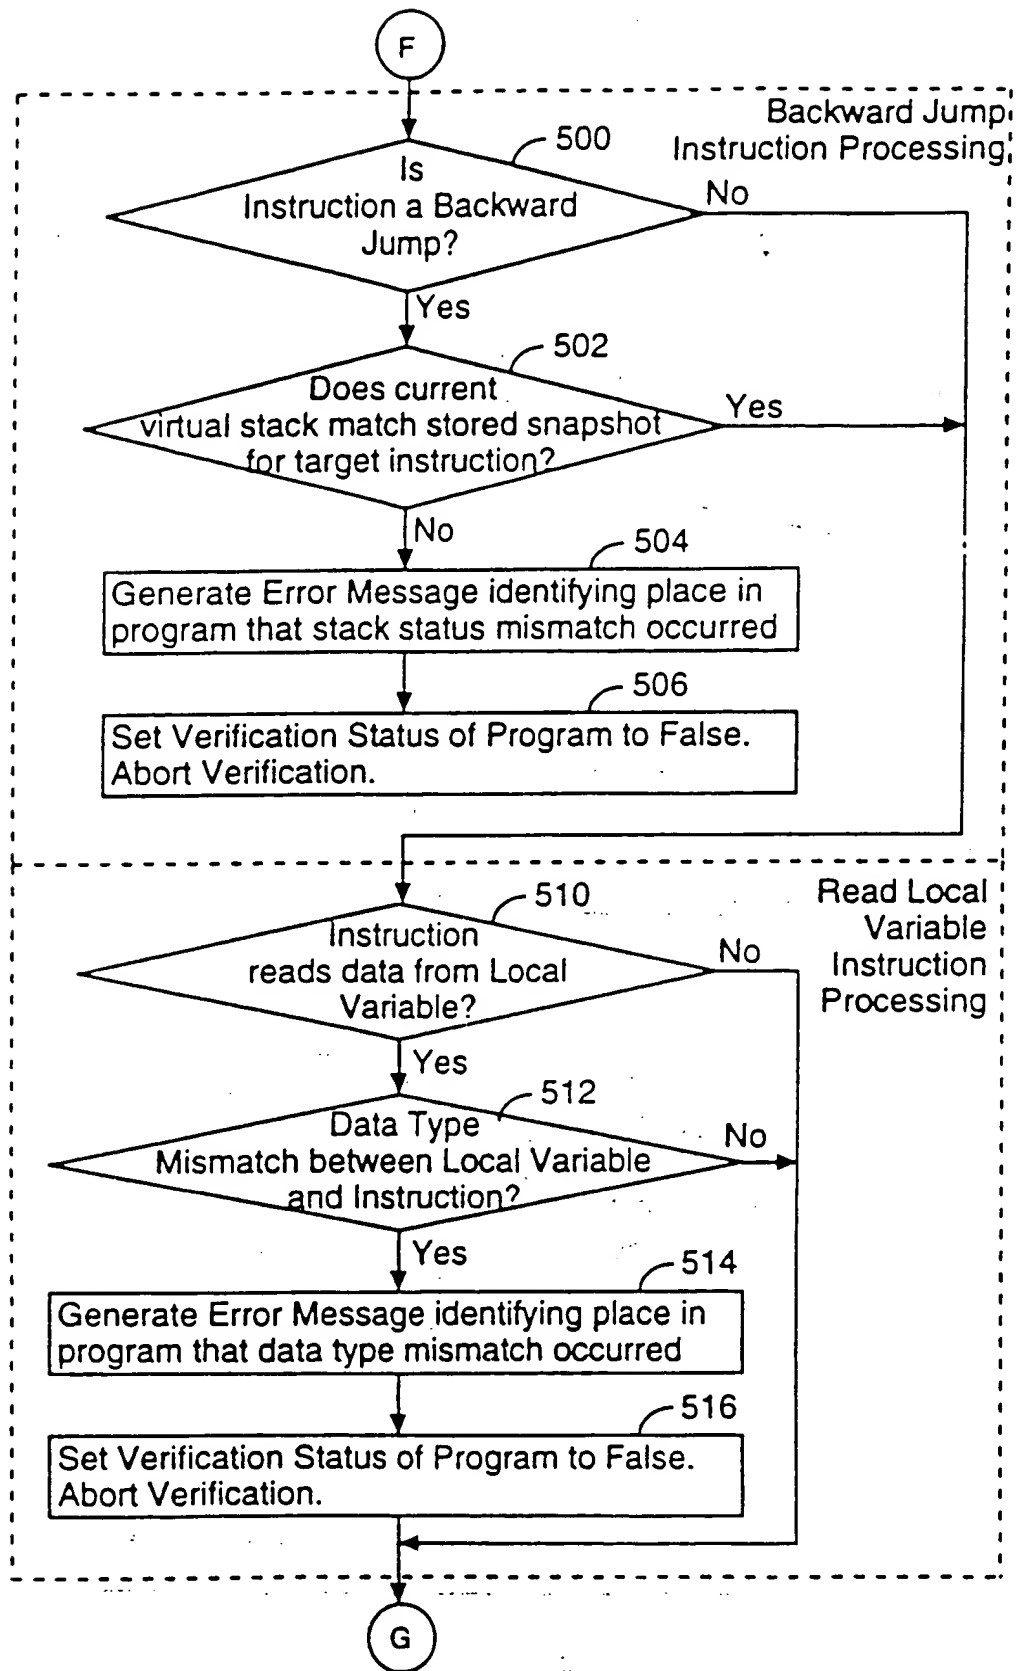 F
Backward Jump
Instruction Processing
500
Is
Instruction a Backward
Jump?
No
Yes
502
Does current
virtual stack match stored snapshot
for target instruction?
Yes
No
504
Generate Error Message identifying place in
program that stack status mismatch occurred
506
Set Verification Status of Program to False.
Abort Verification.
Read Local
Variable
Instruction
Processing
510
Instruction
reads data from Local
Variable?
No
Yes
512
Data Type
Mismatch between Local Variable
and Instruction?
No
Yes
514
Generate Error Message identifying place in
program that data type mismatch occurred
516
Set Verification Status of Program to False.
Abort Verification.
G